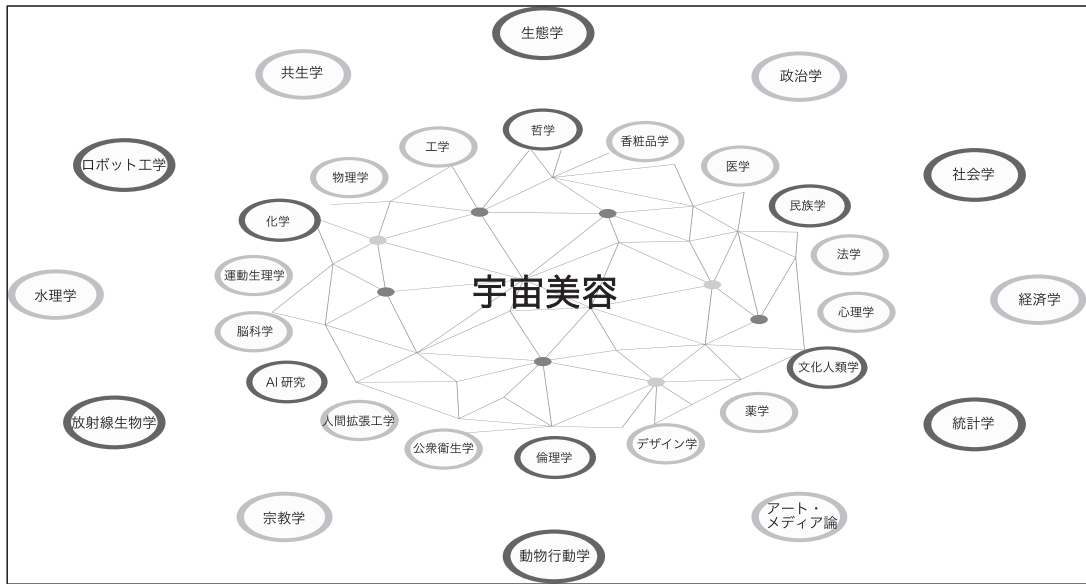 生態学
共生学
政治学
哲学
香粧品学
工学
医学
ロボット工学
物理学
社会学
民族学
化学
法学
運動生理学
宇宙美容
水理学
経済学
心理学
脳科学
文化人類学
AI 研究
薬学
人間拡張工学
放射線生物学
統計学
デザイン学
公衆衛生学
倫理学
アート・
メディア論
宗教学
動物行動学